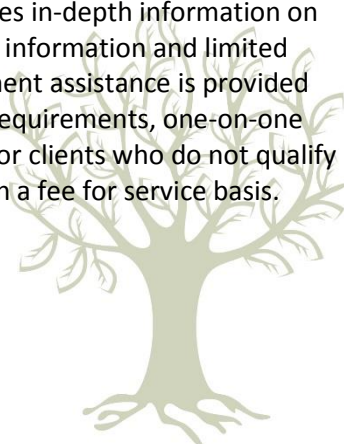 es in-depth information on
information and limited
ent assistance is provided
equirements, one-on-one
or clients who do not qualify
n a fee for service basis.